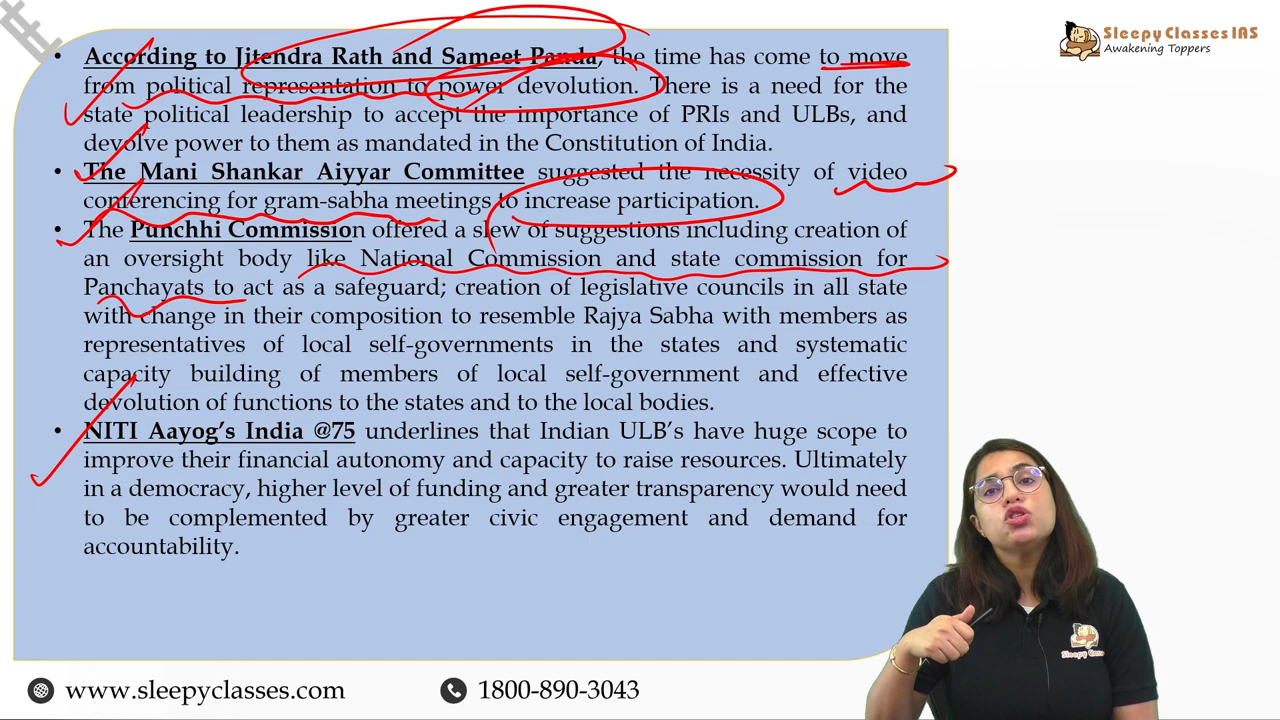 • According to Jitendra Rath and Sameet Panda, the time has come to move
from political representation to power devolution. There is a need for the
state political leadership to accept the importance of PRIs and ULBs, and
devolve power to them as mandated in the Constitution of India.
• The Mani Shankar Aiyyar Committee suggested the necessity of video
conferencing for gram-sabha meetings to increase participation.
• The Punchhi Commission offered a slew of suggestions including creation of
an oversight body like National Commission and state commission for
Panchayats to act as a safeguard; creation of legislative councils in all state
with change in their composition to resemble Rajya Sabha with members as
representatives of local self-governments in the states and systematic
capacity building of members of local self-government and effective
devolution of functions to the states and to the local bodies.
• NITI Aayog's India @75 underlines that Indian ULB's have huge scope to
improve their financial autonomy and capacity to raise resources. Ultimately
in a democracy, higher level of funding and greater transparency would need
to be complemented by greater civic engagement and demand for
accountability.
Sleepy Classes IAS
Awakening Toppers
www.sleepyclasses.com
1800-890-3043